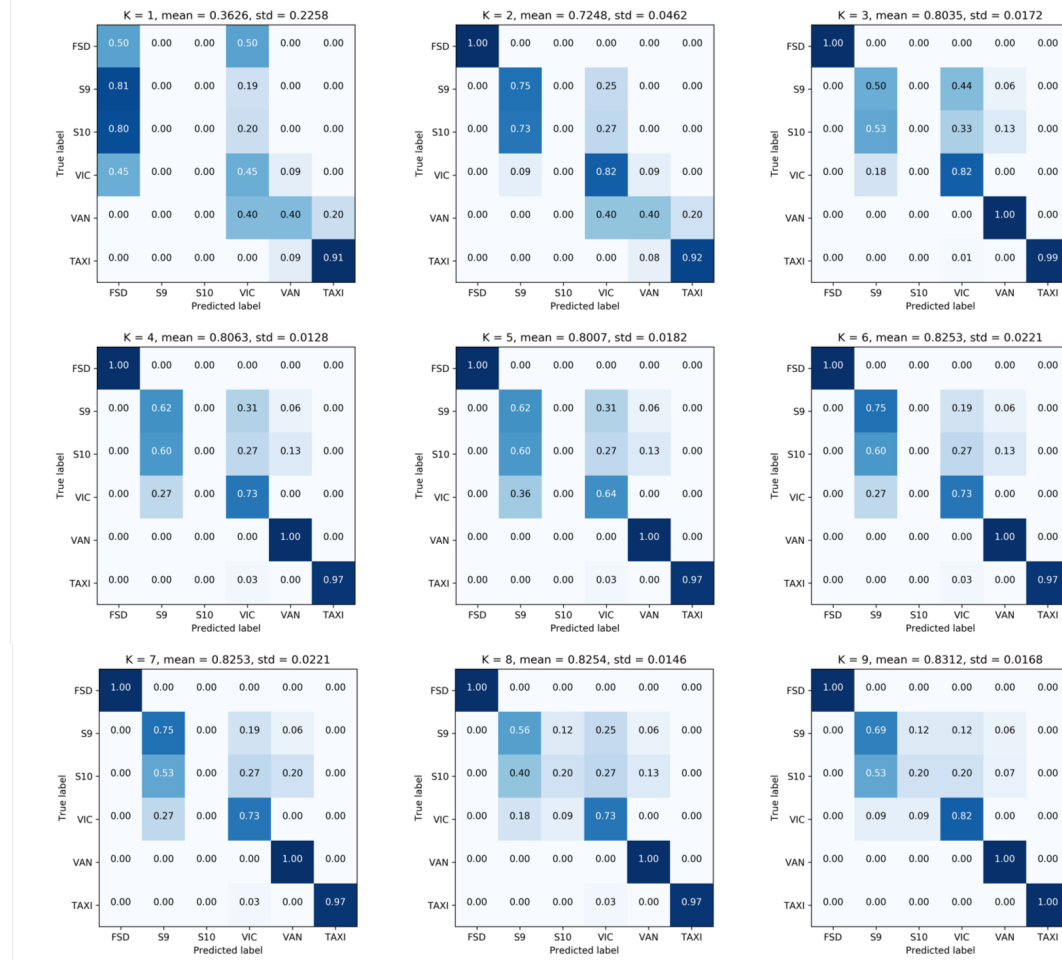 K = 1, mean = 0.3626, std = 0.2258
True label
FSD 0.50 0.00 0.00 0.50 0.00 0.00
S9 0.81 0.00 0.00 0.19 0.00 0.00
S10 0.80 0.00 0.00 0.20 0.00 0.00
VIC 0.45 0.00 0.00 0.45 0.09 0.00
VAN 0.00 0.00 0.00 0.40 0.40 0.20
TAXI 0.00 0.00 0.00 0.00 0.09 0.91
FSD S9 S10 VIC VAN TAXI
Predicted label
K = 2, mean = 0.7248, std = 0.0462
True label
FSD 1.00 0.00 0.00 0.00 0.00 0.00
S9 0.00 0.75 0.00 0.25 0.00 0.00
S10 0.00 0.73 0.00 0.27 0.00 0.00
VIC 0.00 0.09 0.00 0.82 0.09 0.00
VAN 0.00 0.00 0.00 0.40 0.40 0.20
TAXI 0.00 0.00 0.00 0.00 0.08 0.92
FSD S9 S10 VIC VAN TAXI
Predicted label
K = 3, mean = 0.8035, std = 0.0172
True label
FSD 1.00 0.00 0.00 0.00 0.00 0.00
S9 0.00 0.50 0.00 0.44 0.06 0.00
S10 0.00 0.53 0.00 0.33 0.13 0.00
VIC 0.00 0.18 0.00 0.82 0.00 0.00
VAN 0.00 0.00 0.00 0.00 1.00 0.00
TAXI 0.00 0.00 0.00 0.01 0.00 0.99
FSD S9 S10 VIC VAN TAXI
Predicted label
K = 4, mean = 0.8063, std = 0.0128
True label
FSD 1.00 0.00 0.00 0.00 0.00 0.00
S9 0.00 0.62 0.00 0.31 0.06 0.00
S10 0.00 0.60 0.00 0.27 0.13 0.00
VIC 0.00 0.27 0.00 0.73 0.00 0.00
VAN 0.00 0.00 0.00 0.00 1.00 0.00
TAXI 0.00 0.00 0.00 0.03 0.00 0.97
FSD S9 S10 VIC VAN TAXI
Predicted label
K = 5, mean = 0.8007, std = 0.0182
True label
FSD 1.00 0.00 0.00 0.00 0.00 0.00
S9 0.00 0.62 0.00 0.31 0.06 0.00
S10 0.00 0.60 0.00 0.27 0.13 0.00
VIC 0.00 0.36 0.00 0.64 0.00 0.00
VAN 0.00 0.00 0.00 0.00 1.00 0.00
TAXI 0.00 0.00 0.00 0.03 0.00 0.97
FSD S9 S10 VIC VAN TAXI
Predicted label
K = 6, mean = 0.8253, std = 0.0221
True label
FSD 1.00 0.00 0.00 0.00 0.00 0.00
S9 0.00 0.75 0.00 0.19 0.06 0.00
S10 0.00 0.60 0.00 0.27 0.13 0.00
VIC 0.00 0.27 0.00 0.73 0.00 0.00
VAN 0.00 0.00 0.00 0.00 1.00 0.00
TAXI 0.00 0.00 0.00 0.03 0.00 0.97
FSD S9 S10 VIC VAN TAXI
Predicted label
K = 7, mean = 0.8253, std = 0.0221
True label
FSD 1.00 0.00 0.00 0.00 0.00 0.00
S9 0.00 0.75 0.00 0.19 0.06 0.00
S10 0.00 0.53 0.00 0.27 0.20 0.00
VIC 0.00 0.27 0.00 0.73 0.00 0.00
VAN 0.00 0.00 0.00 0.00 1.00 0.00
TAXI 0.00 0.00 0.00 0.03 0.00 0.97
FSD S9 S10 VIC VAN TAXI
Predicted label
K = 8, mean = 0.8254, std = 0.0146
True label
FSD 1.00 0.00 0.00 0.00 0.00 0.00
S9 0.00 0.56 0.12 0.25 0.06 0.00
S10 0.00 0.40 0.20 0.27 0.13 0.00
VIC 0.00 0.18 0.09 0.73 0.00 0.00
VAN 0.00 0.00 0.00 0.00 1.00 0.00
TAXI 0.00 0.00 0.00 0.03 0.00 0.97
FSD S9 S10 VIC VAN TAXI
Predicted label
K = 9, mean = 0.8312, std = 0.0168
True label
FSD 1.00 0.00 0.00 0.00 0.00 0.00
S9 0.00 0.69 0.12 0.12 0.06 0.00
S10 0.00 0.53 0.20 0.20 0.07 0.00
VIC 0.00 0.09 0.09 0.82 0.00 0.00
VAN 0.00 0.00 0.00 0.00 1.00 0.00
TAXI 0.00 0.00 0.00 0.00 0.00 1.00
FSD S9 S10 VIC VAN TAXI
Predicted label